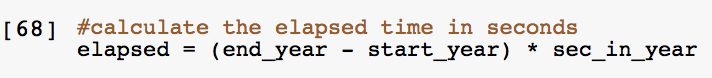 [68] #calculate the elapsed time in seconds
elapsed = (end_year - start_year) * sec_in_year